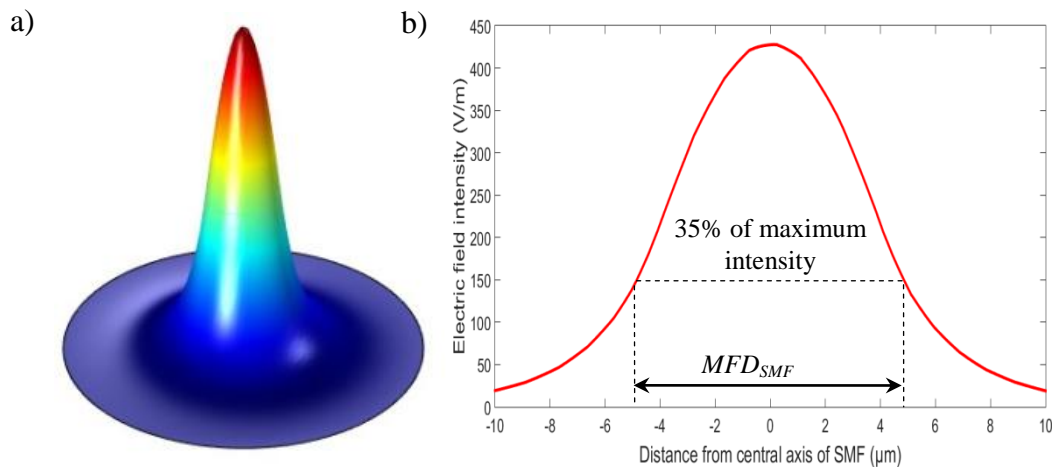 a)
b)
Electric field intensity (V/m)
450
400
350
300
250
200
150
100
50
0
35% of maximum
intensity
MFD_SMF
-10 -8 -6 -4 -2 0 2 4 6 8 10
Distance from central axis of SMF (µm)